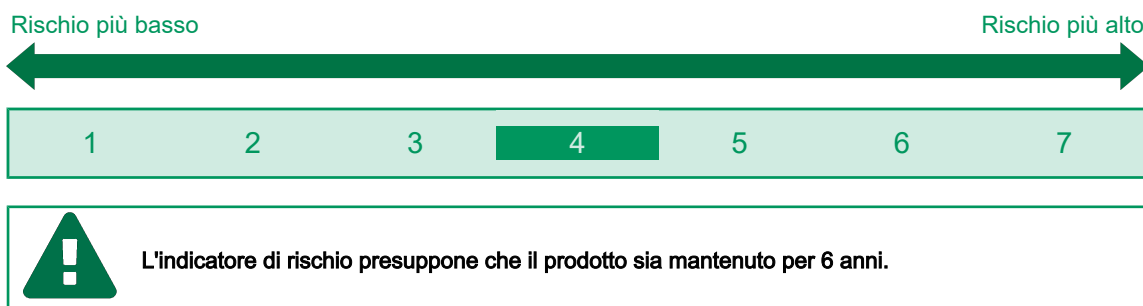 Rischio più basso Rischio più alto
1 2 3 4 5 6 7
L'indicatore di rischio presuppone che il prodotto sia mantenuto per 6 anni.